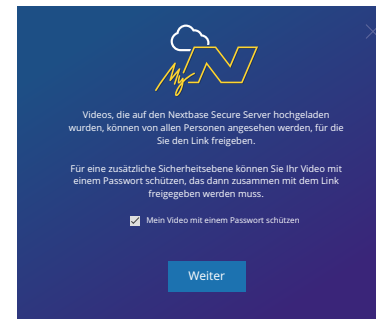 My N
Videos, die auf den Nextbase Secure Server hochgeladen
wurden, können von allen Personen angesehen werden, für die
Sie den Link freigeben.
Für eine zusätzliche Sicherheitsebene können Sie Ihr Video mit
einem Passwort schützen, das dann zusammen mit dem Link
freigegeben werden muss.
Mein Video mit einem Passwort schützen
Weiter